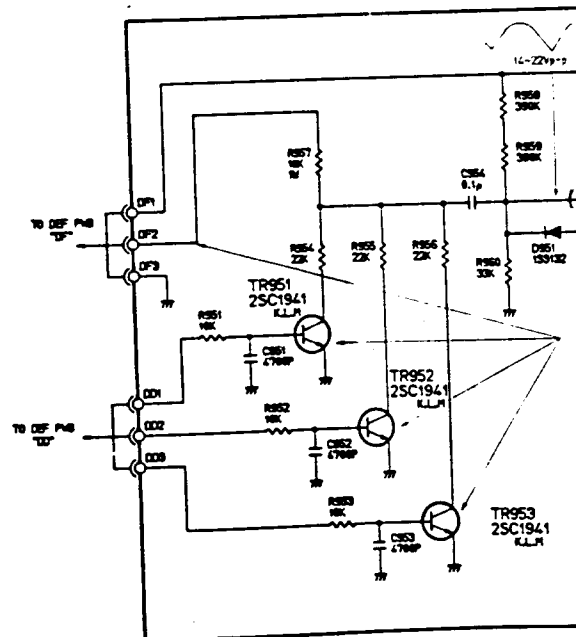 14-22Vp-p
R958
390K
R959
390K
R957
10K
1W
C954
0.1μ
DF1
TO DEF PWB
"DF"
DF2
DF3
R954
22K
R955
22K
R956
22K
D951
1SS132
R960
33K
TR951
2SC1941
K.L.M
R951
10K
C951
4700P
TR952
2SC1941
K.L.M
DD1
TO DEF PWB
"DD"
DD2
DD3
R952
10K
C952
4700P
R953
10K
C953
4700P
TR953
2SC1941
K.L.M